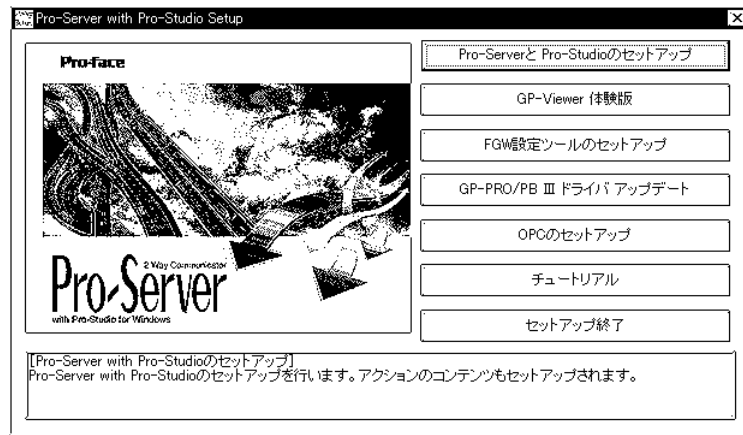 Pro-Server with Pro-Studio Setup
Pro-face
2 Way Communicator
Pro-Server
with Pro-Studio for Windows
Pro-Serverと Pro-Studioのセットアップ
GP-Viewer 体験版
FGW設定ツールのセットアップ
GP-PRO/PB Ⅲ ドライバ アップデート
OPCのセットアップ
チュートリアル
セットアップ終了
[Pro-Server with Pro-Studioのセットアップ]
Pro-Server with Pro-Studioのセットアップを行います。アクションのコンテンツもセットアップされます。